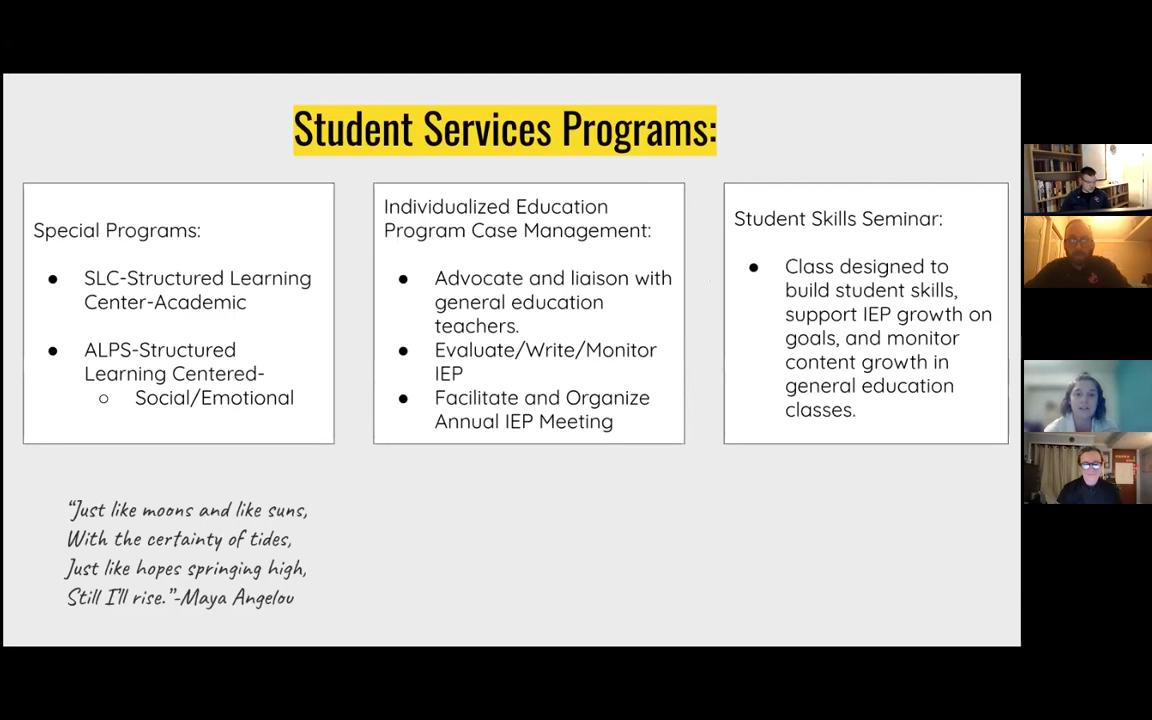 Student Services Programs:
Special Programs:
● SLC-Structured Learning
Center-Academic
● ALPS-Structured
Learning Centered-
○ Social/Emotional
Individualized Education
Program Case Management:
● Advocate and liaison with
general education
teachers.
● Evaluate/Write/Monitor
IEP
● Facilitate and Organize
Annual IEP Meeting
Student Skills Seminar:
● Class designed to
build student skills,
support IEP growth on
goals, and monitor
content growth in
general education
classes.
“Just like moons and like suns,
With the certainty of tides,
Just like hopes springing high,
Still I'll rise.”-Maya Angelou